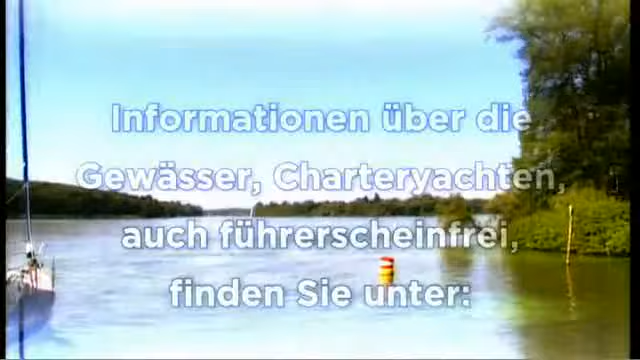 Informationen über die
Gewässer, Charteryachten,
auch führerscheinfrei,
finden Sie unter: